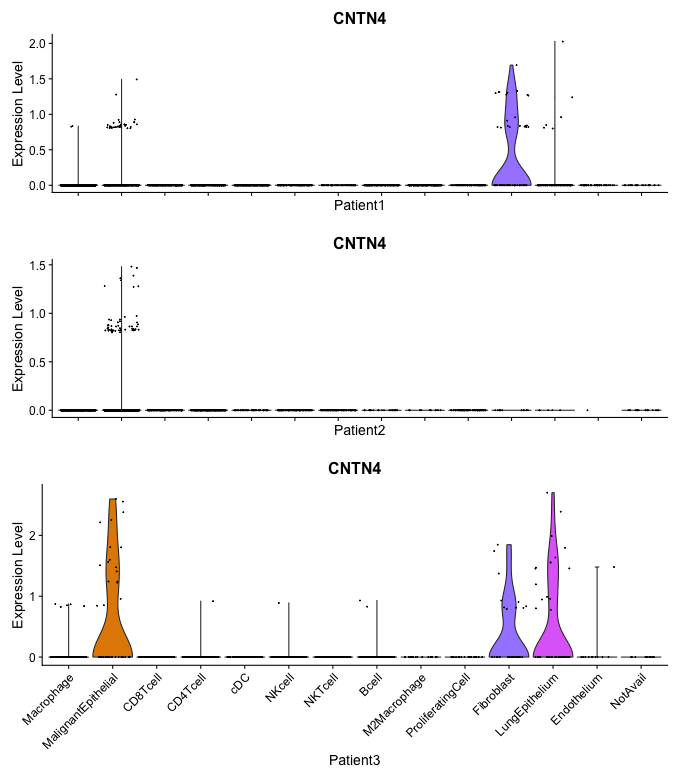 CNTN4
Expression Level
2.0
1.5
1.0
0.5
0.0
Patient1
CNTN4
Expression Level
1.5
1.0
0.5
0.0
Patient2
CNTN4
Expression Level
2
1
0
Macrophage
MalignantEpithelial
CD8Tcell
CD4Tcell
cDC
NKcell
NKTcell
Bcell
M2Macrophage
ProliferatingCell
Fibroblast
LungEpithelium
Endothelium
NotAvail
Patient3